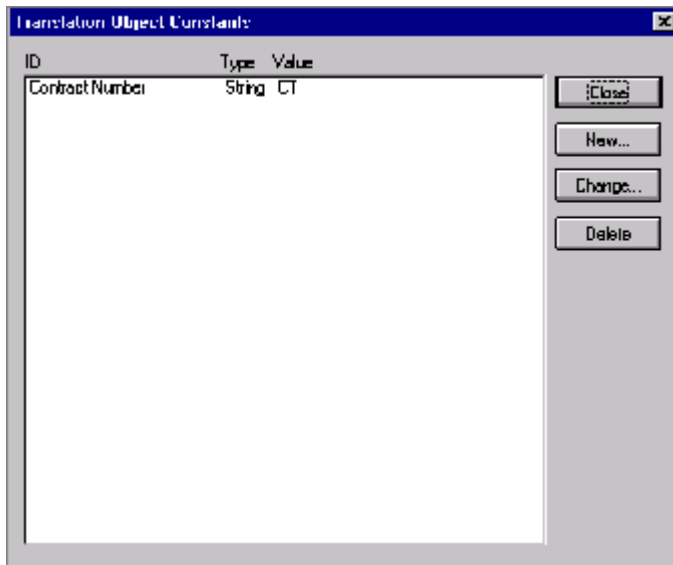 Translation Object Constants
ID Type Value
Contract Number String CT
Close
New...
Change...
Delete